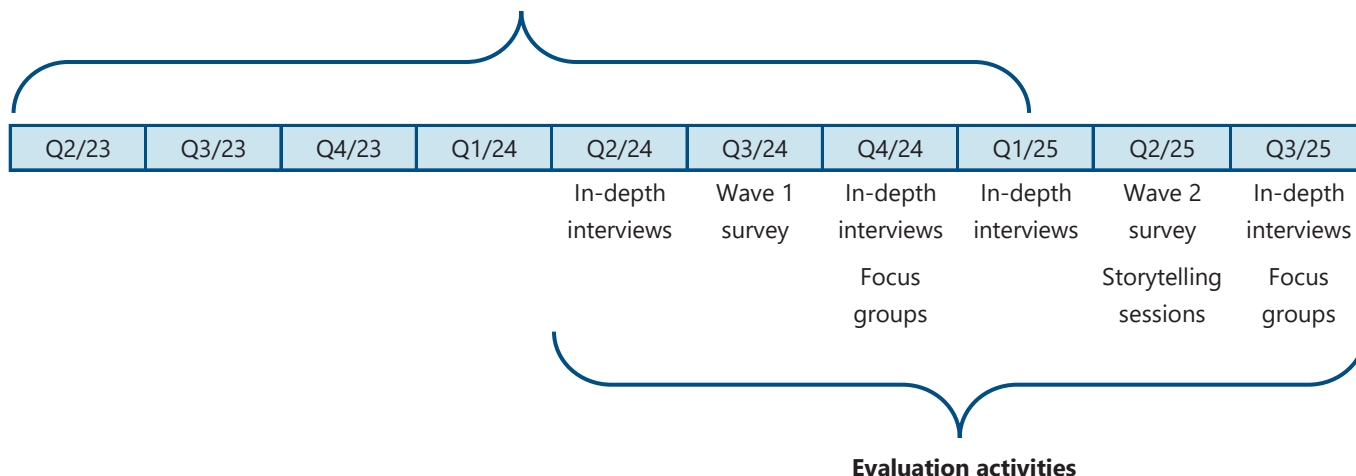 Q2/23 Q3/23 Q4/23 Q1/24 Q2/24 Q3/24 Q4/24 Q1/25 Q2/25 Q3/25
In-depth Wave 1 In-depth In-depth Wave 2 In-depth
interviews survey interviews interviews survey interviews
Focus Storytelling Focus
groups sessions groups
Evaluation activities